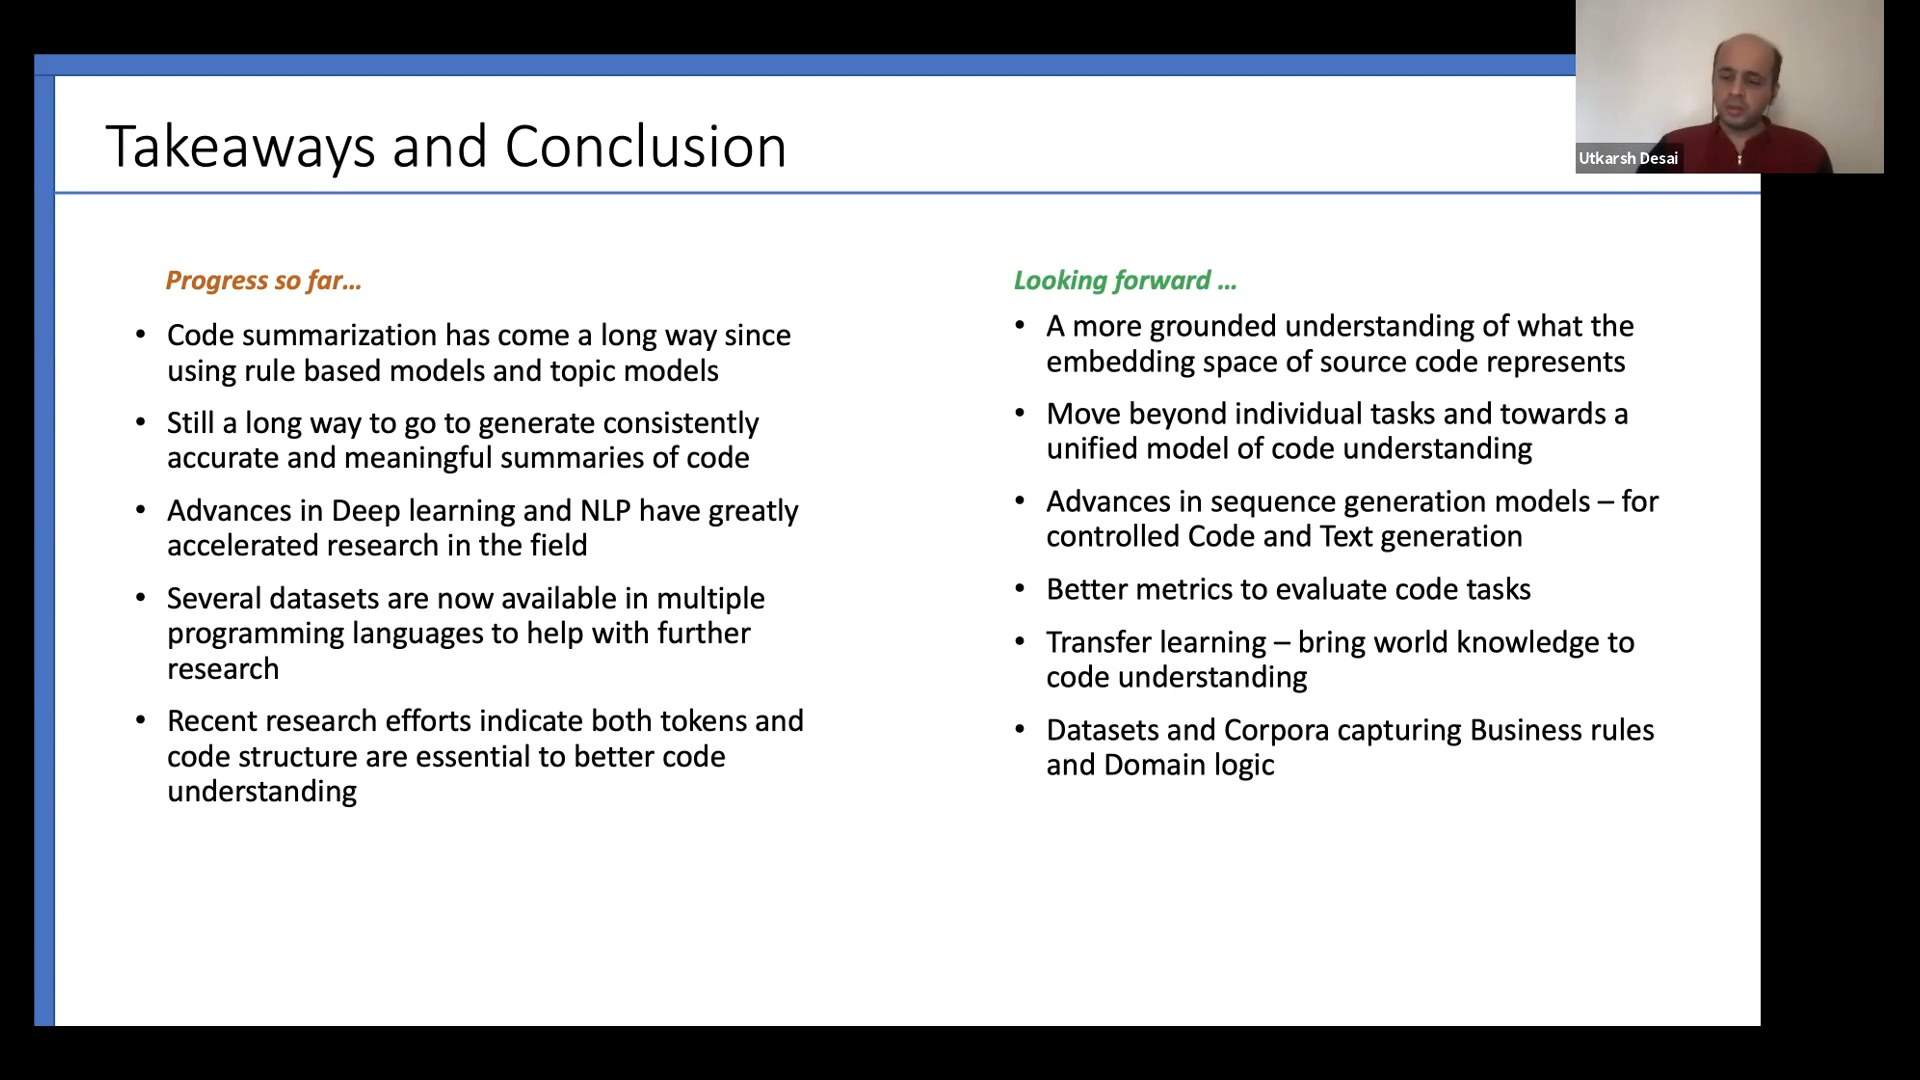 Takeaways and Conclusion
Utkarsh Desai
Progress so far...
• Code summarization has come a long way since
using rule based models and topic models
• Still a long way to go to generate consistently
accurate and meaningful summaries of code
• Advances in Deep learning and NLP have greatly
accelerated research in the field
• Several datasets are now available in multiple
programming languages to help with further
research
• Recent research efforts indicate both tokens and
code structure are essential to better code
understanding
Looking forward ...
• A more grounded understanding of what the
embedding space of source code represents
• Move beyond individual tasks and towards a
unified model of code understanding
• Advances in sequence generation models – for
controlled Code and Text generation
• Better metrics to evaluate code tasks
• Transfer learning – bring world knowledge to
code understanding
• Datasets and Corpora capturing Business rules
and Domain logic